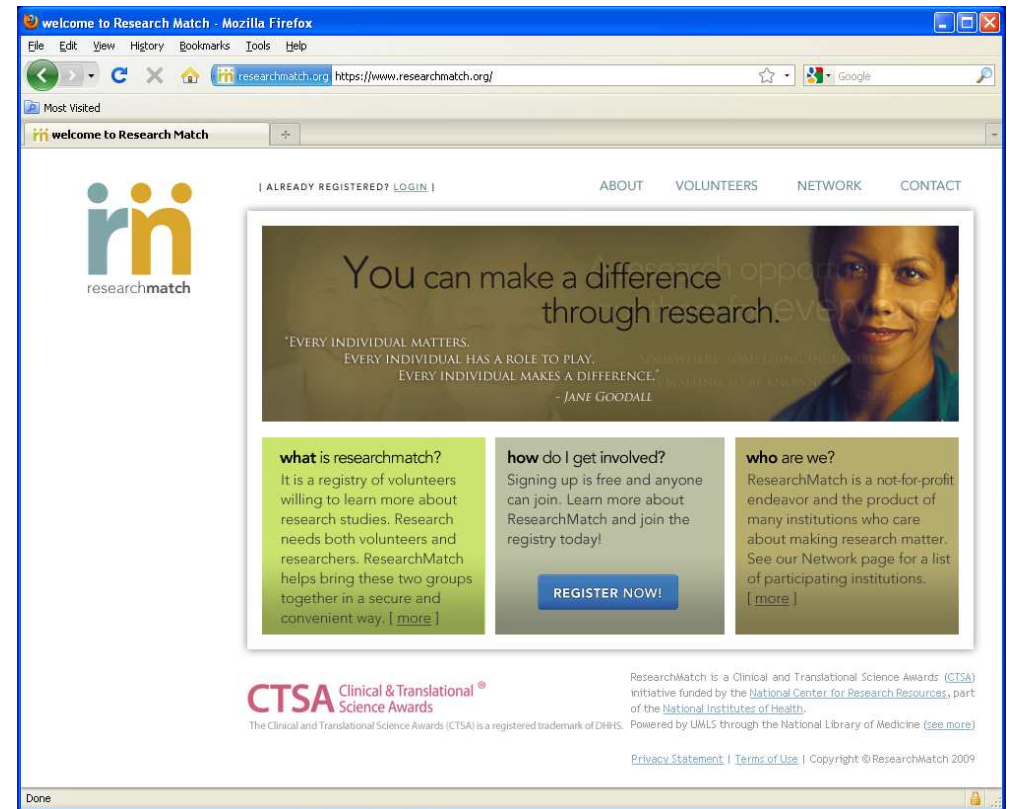 welcome to Research Match - Mozilla Firefox
File Edit View History Bookmarks Tools Help
researchmatch.org https://www.researchmatch.org/
Google
Most Visited
welcome to Research Match
researchmatch
| ALREADY REGISTERED? LOGIN |
ABOUT VOLUNTEERS NETWORK CONTACT
You can make a difference
through research.
"EVERY INDIVIDUAL MATTERS.
EVERY INDIVIDUAL HAS A ROLE TO PLAY.
EVERY INDIVIDUAL MAKES A DIFFERENCE."
- JANE GOODALL
what is researchmatch?
It is a registry of volunteers
willing to learn more about
research studies. Research
needs both volunteers and
researchers. ResearchMatch
helps bring these two groups
together in a secure and
convenient way. [ more ]
how do I get involved?
Signing up is free and anyone
can join. Learn more about
ResearchMatch and join the
registry today!
REGISTER NOW!
who are we?
ResearchMatch is a not-for-profit
endeavor and the product of
many institutions who care
about making research matter.
See our Network page for a list
of participating institutions.
[ more ]
CTSA Clinical & Translational ®
Science Awards
The Clinical and Translational Science Awards (CTSA) is a registered trademark of DHHS.
ResearchMatch is a Clinical and Translational Science Awards (CTSA)
initiative funded by the National Center for Research Resources, part
of the National Institutes of Health.
Powered by UMLS through the National Library of Medicine (see more)
Privacy Statement | Terms of Use | Copyright © ResearchMatch 2009
Done